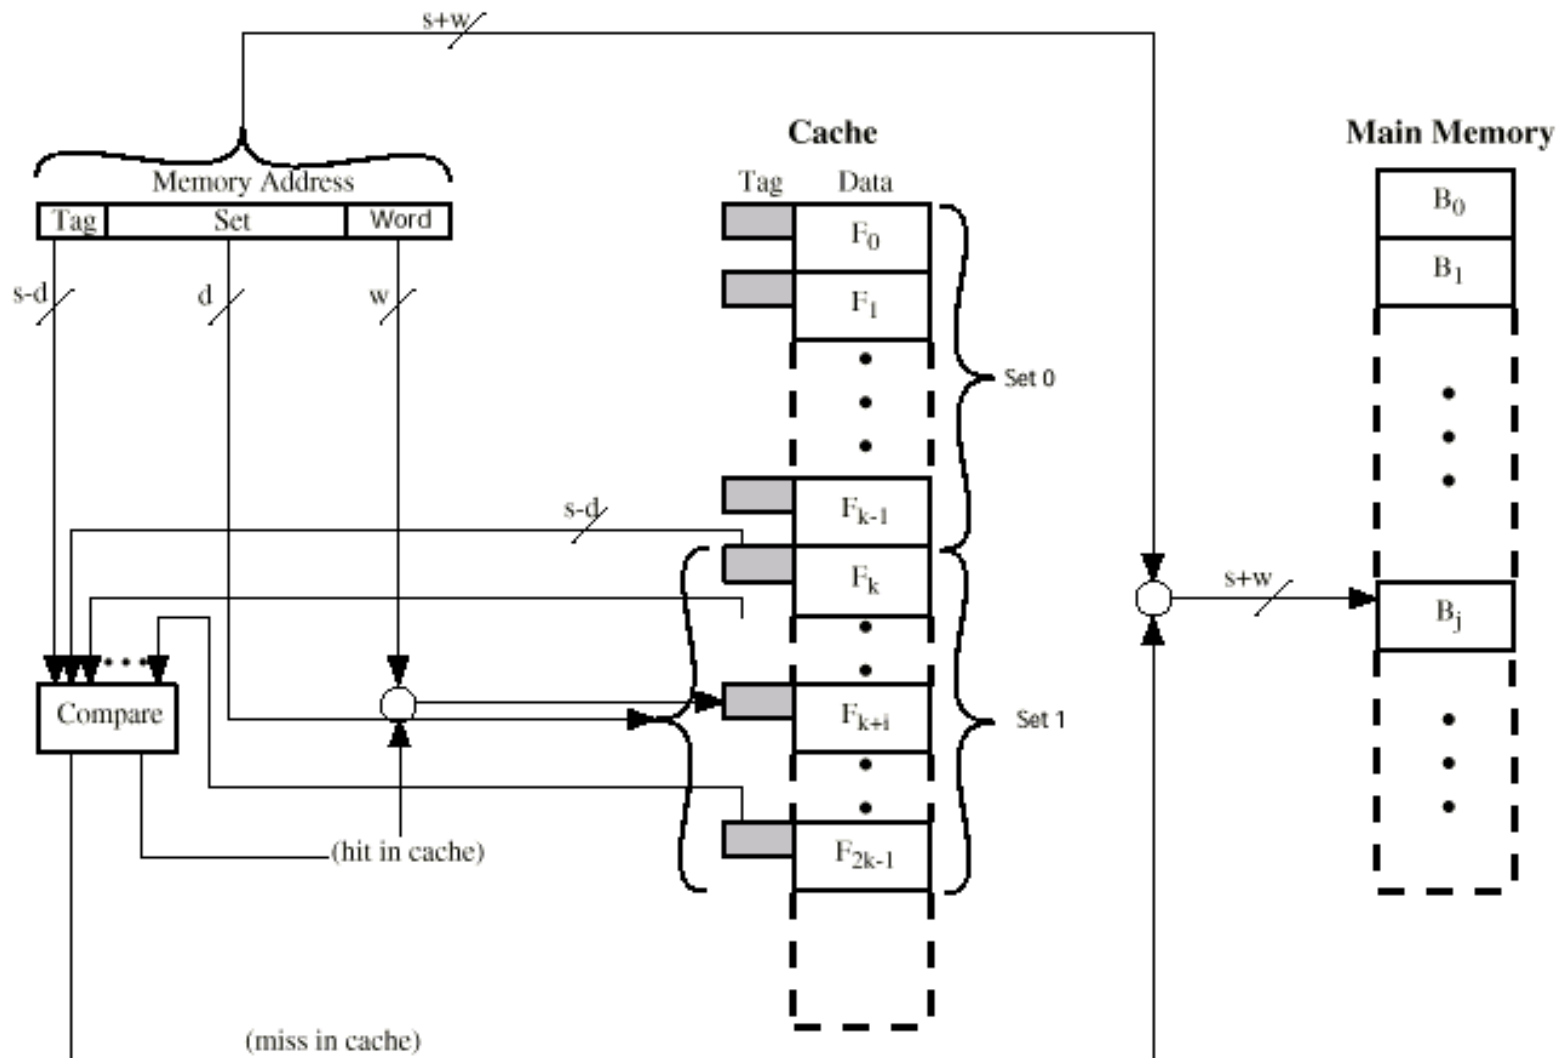 s+w
Cache
Main Memory
Memory Address
Tag Data
Tag Set Word
F0
B0
F1
B1
s-d d w
Set 0
s-d
Fk-1
Fk
s+w
Bj
Compare
Fk+i
Set 1
(hit in cache)
F2k-1
(miss in cache)